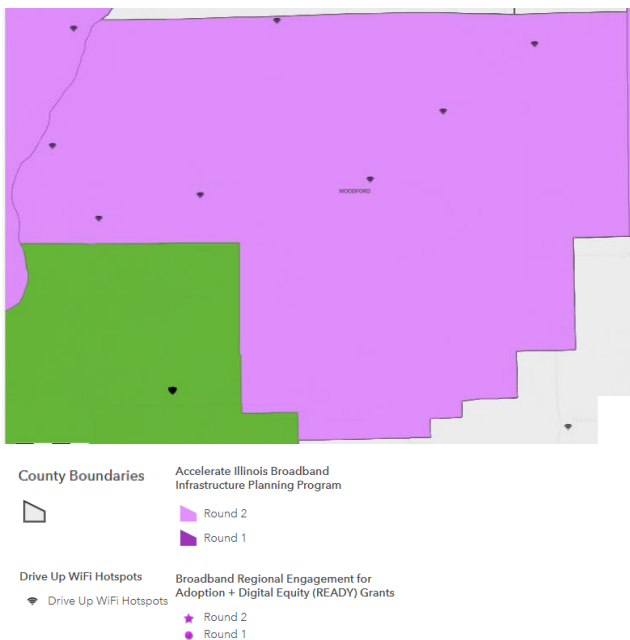 WOODFORD
County Boundaries
Accelerate Illinois Broadband
Infrastructure Planning Program
Round 2
Round 1
Drive Up WiFi Hotspots
Drive Up WiFi Hotspots
Broadband Regional Engagement for
Adoption + Digital Equity (READY) Grants
Round 2
Round 1